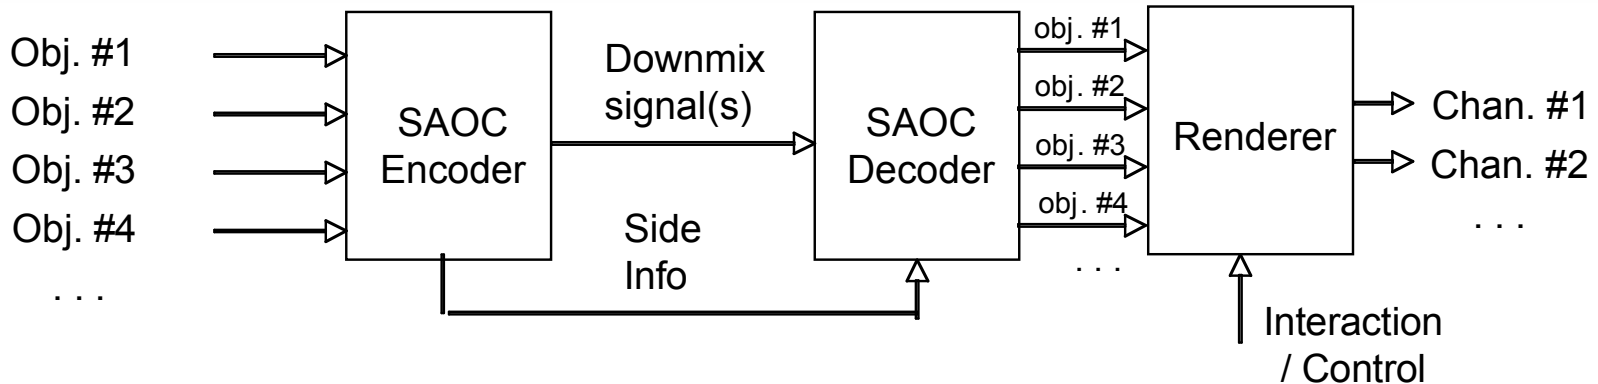 Obj. #1
Obj. #2
Obj. #3
Obj. #4
. . .
SAOC
Encoder
Downmix
signal(s)
Side
Info
SAOC
Decoder
obj. #1
obj. #2
obj. #3
obj. #4
. . .
Renderer
Interaction
/ Control
Chan. #1
Chan. #2
. . .